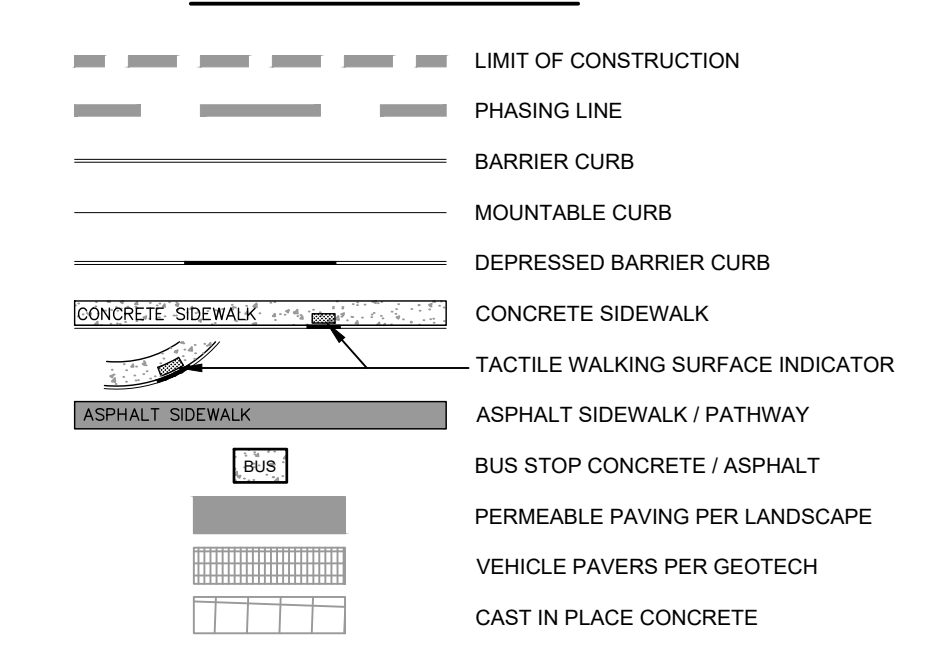 LIMIT OF CONSTRUCTION
PHASING LINE
BARRIER CURB
MOUNTABLE CURB
DEPRESSED BARRIER CURB
CONCRETE SIDEWALK CONCRETE SIDEWALK
TACTILE WALKING SURFACE INDICATOR
ASPHALT SIDEWALK ASPHALT SIDEWALK / PATHWAY
BUS BUS STOP CONCRETE / ASPHALT
PERMEABLE PAVING PER LANDSCAPE
VEHICLE PAVERS PER GEOTECH
CAST IN PLACE CONCRETE